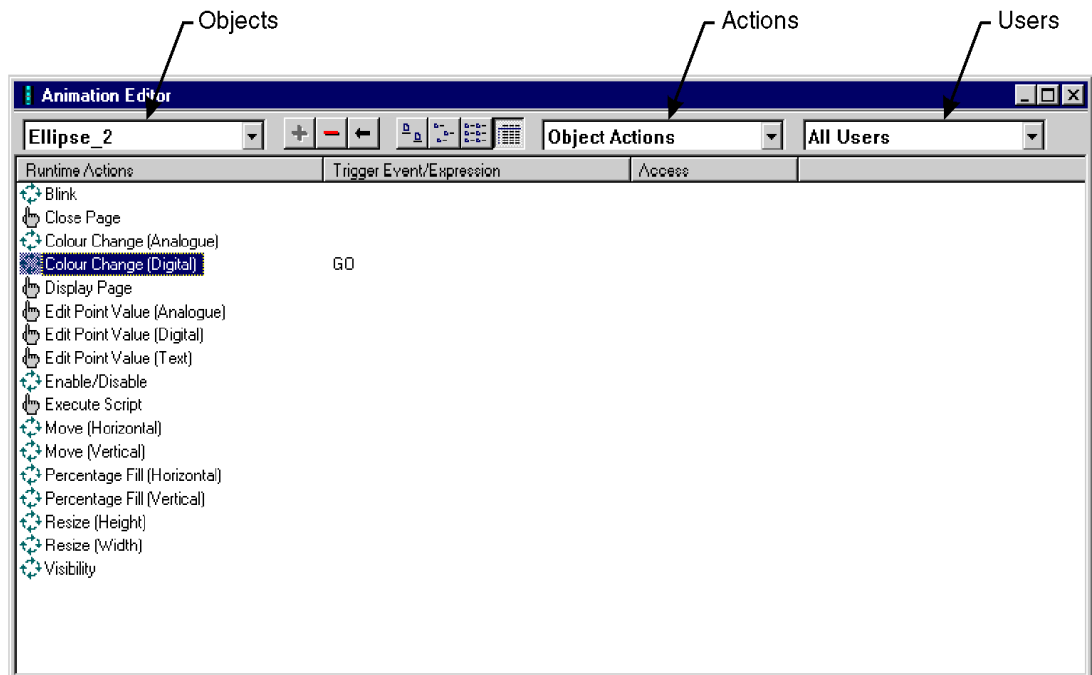 Objects Actions Users
Animation Editor
Ellipse_2 Object Actions All Users
Runtime Actions Trigger Event/Expression Access
Blink
Close Page
Colour Change (Analogue)
Colour Change (Digital) GO
Display Page
Edit Point Value (Analogue)
Edit Point Value (Digital)
Edit Point Value (Text)
Enable/Disable
Execute Script
Move (Horizontal)
Move (Vertical)
Percentage Fill (Horizontal)
Percentage Fill (Vertical)
Resize (Height)
Resize (Width)
Visibility